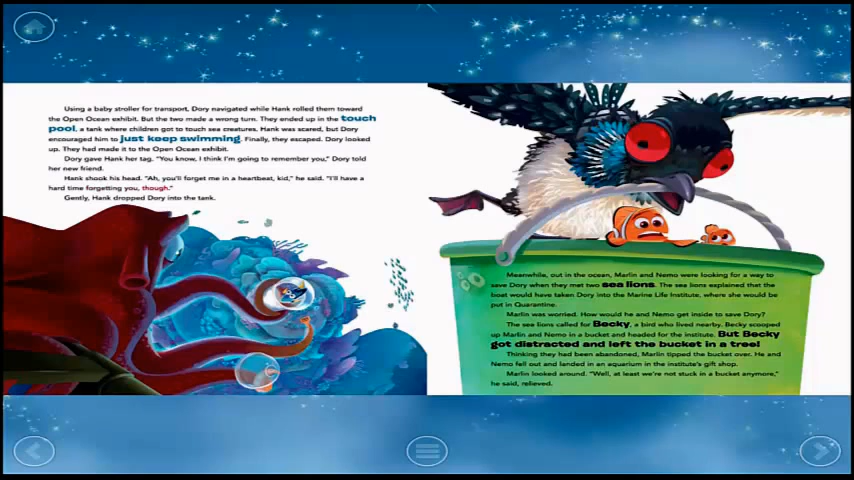 Using a baby stroller for transport, Dory navigated while Hank rolled them toward
the Open Ocean exhibit. But the two made a wrong turn. They ended up in the touch
pool, a tank where children got to touch sea creatures. Hank was scared, but Dory
encouraged him to just keep swimming. Finally, they escaped. Dory looked
up. They had made it to the Open Ocean exhibit.
Dory gave Hank her tag. "You know, I think I'm going to remember you," Dory told
her new friend.
Hank shook his head. "Ah, you'll forget me in a heartbeat, kid," he said. "I'll have a
hard time forgetting you, though."
Gently, Hank dropped Dory into the tank.
Meanwhile, out in the ocean, Marlin and Nemo were looking for a way to
save Dory when they met two sea lions. The sea lions explained that the
boat would have taken Dory into the Marine Life Institute, where she would be
put in Quarantine.
Marlin was worried. How would he and Nemo get inside to save Dory?
The sea lions called for Becky, a bird who lived nearby. Becky scooped
up Marlin and Nemo in a bucket and headed for the institute. But Becky
got distracted and left the bucket in a tree!
Thinking they had been abandoned, Marlin tipped the bucket over. He and
Nemo fell out and landed in an aquarium in the institute's gift shop.
Marlin looked around. "Well, at least we're not stuck in a bucket anymore,"
he said, relieved.